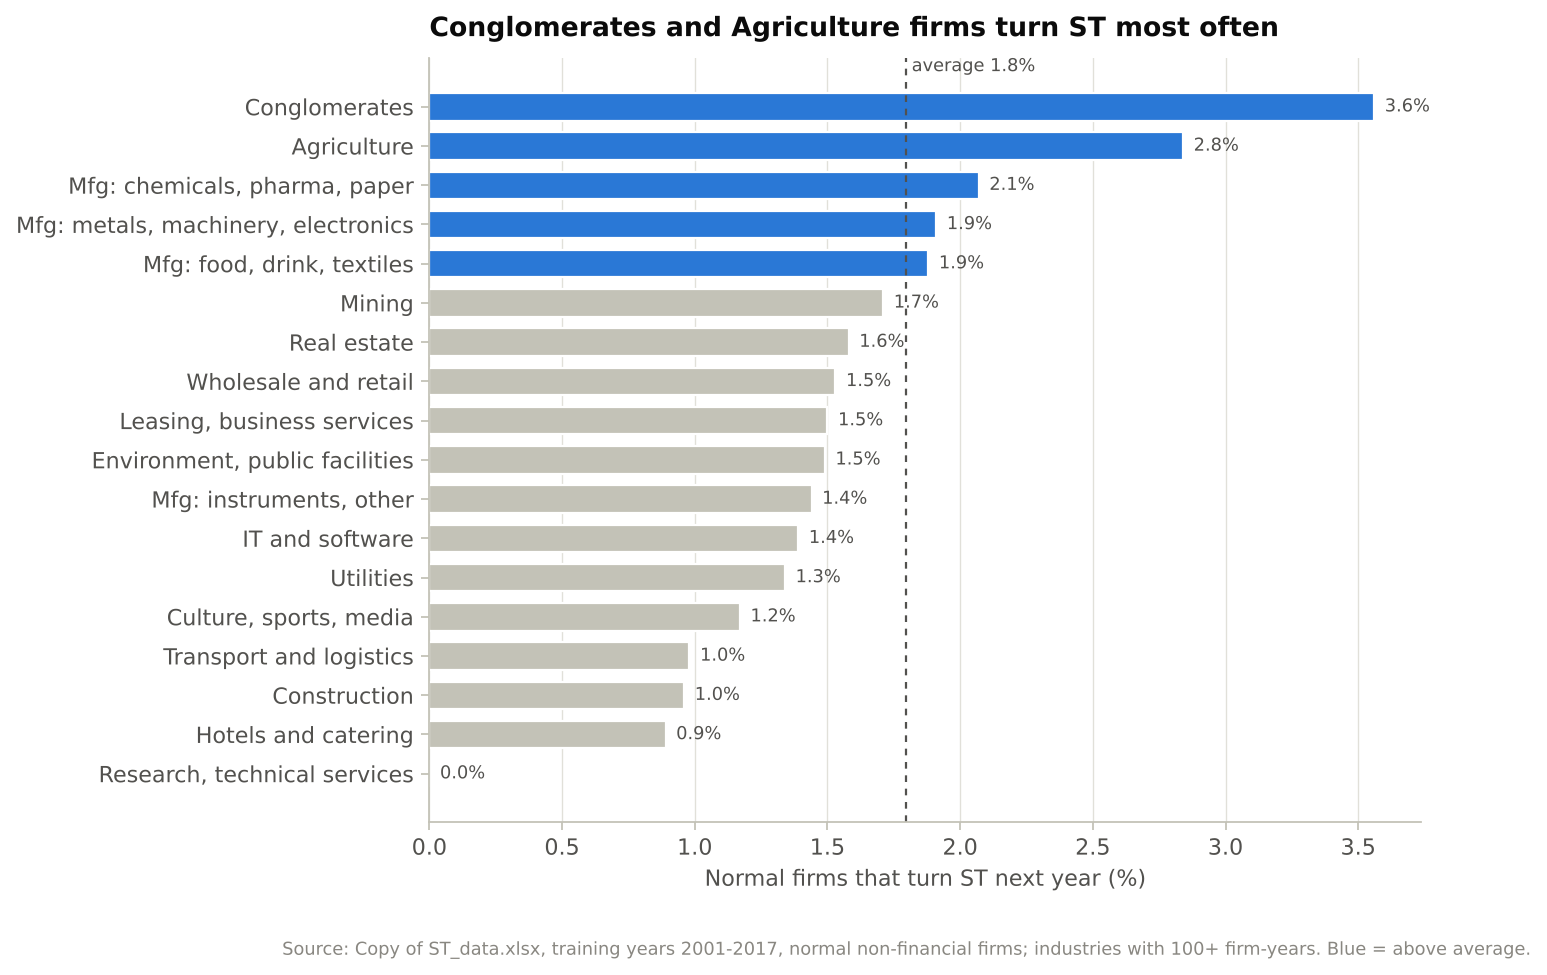 Conglomerates and Agriculture firms turn ST most often
average 1.8%
Conglomerates 3.6%
Agriculture 2.8%
Mfg: chemicals, pharma, paper 2.1%
Mfg: metals, machinery, electronics 1.9%
Mfg: food, drink, textiles 1.9%
Mining 1.7%
Real estate 1.6%
Wholesale and retail 1.5%
Leasing, business services 1.5%
Environment, public facilities 1.5%
Mfg: instruments, other 1.4%
IT and software 1.4%
Utilities 1.3%
Culture, sports, media 1.2%
Transport and logistics 1.0%
Construction 1.0%
Hotels and catering 0.9%
Research, technical services 0.0%
0.0 0.5 1.0 1.5 2.0 2.5 3.0 3.5
Normal firms that turn ST next year (%)
Source: Copy of ST_data.xlsx, training years 2001-2017, normal non-financial firms; industries with 100+ firm-years. Blue = above average.